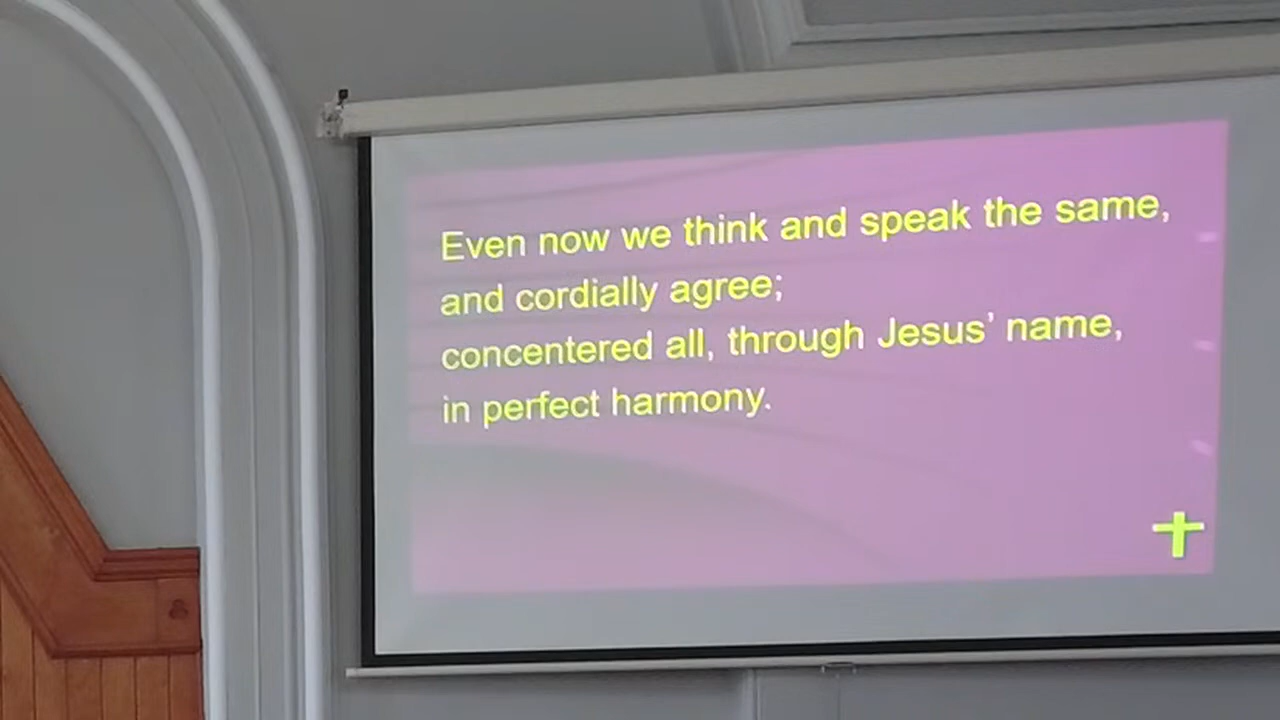 Even now we think and speak the same,
and cordially agree;
concentered all, through Jesus’ name,
in perfect harmony.